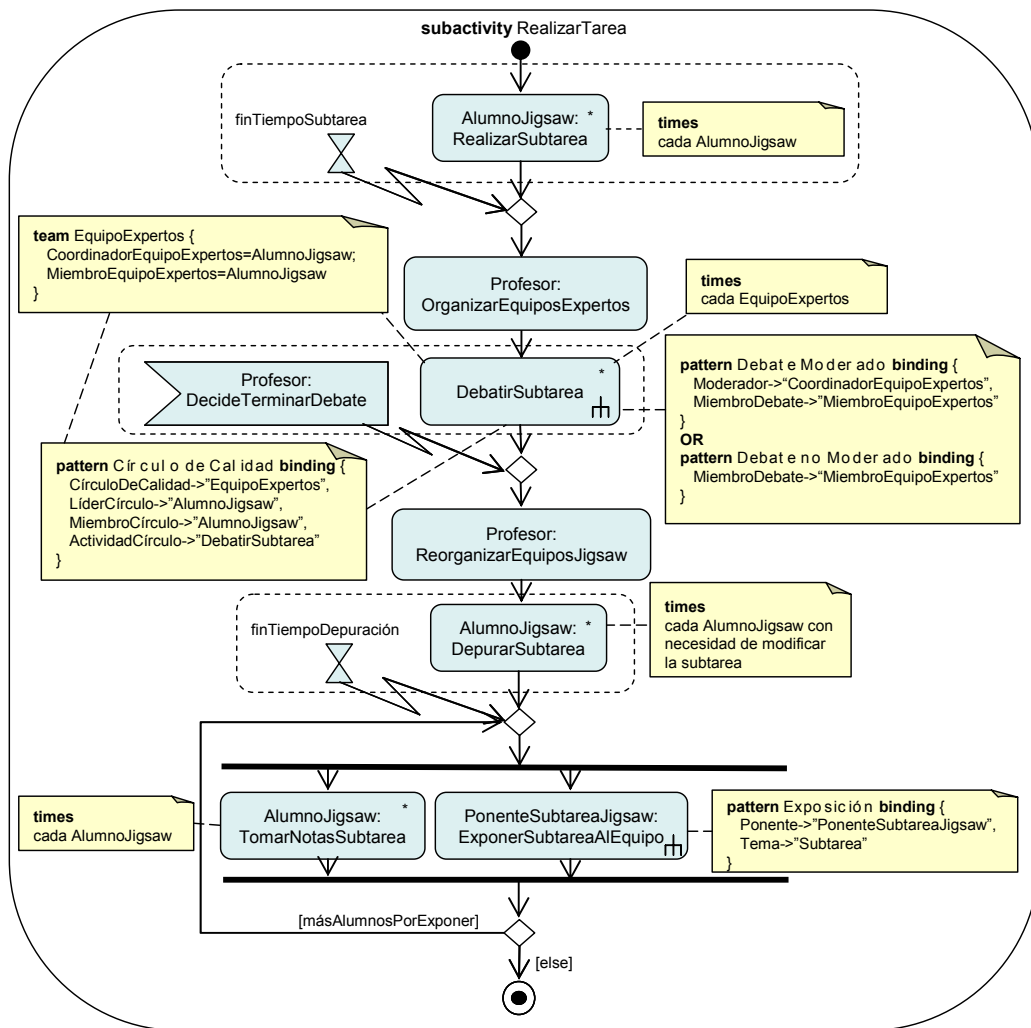 subactivity RealizarTarea
finTiempoSubtarea
AlumnoJigsaw: *
RealizarSubtarea
times
cada AlumnoJigsaw
team EquipoExpertos {
CoordinadorEquipoExpertos=AlumnoJigsaw;
MiembroEquipoExpertos=AlumnoJigsaw
}
Profesor:
OrganizarEquiposExpertos
times
cada EquipoExpertos
Profesor:
DecideTerminarDebate
*
DebatirSubtarea
pattern Debate Moderado binding {
Moderador->“CoordinadorEquipoExpertos”,
MiembroDebate->”MiembroEquipoExpertos”
}
OR
pattern Debate no Moderado binding {
MiembroDebate->“MiembroEquipoExpertos”
}
pattern Círculo de Calidad binding {
CírculoDeCalidad->”EquipoExpertos”,
LíderCírculo->”AlumnoJigsaw”,
MiembroCírculo->”AlumnoJigsaw”,
ActividadCírculo->”DebatirSubtarea”
}
Profesor:
ReorganizarEquiposJigsaw
finTiempoDepuración
AlumnoJigsaw: *
DepurarSubtarea
times
cada AlumnoJigsaw con
necesidad de modificar
la subtarea
times
cada AlumnoJigsaw
AlumnoJigsaw: *
TomarNotasSubtarea
PonenteSubtareaJigsaw:
ExponerSubtareaAlEquipo
pattern Exposición binding {
Ponente->”PonenteSubtareaJigsaw”,
Tema->”Subtarea”
}
[másAlumnosPorExponer]
[else]